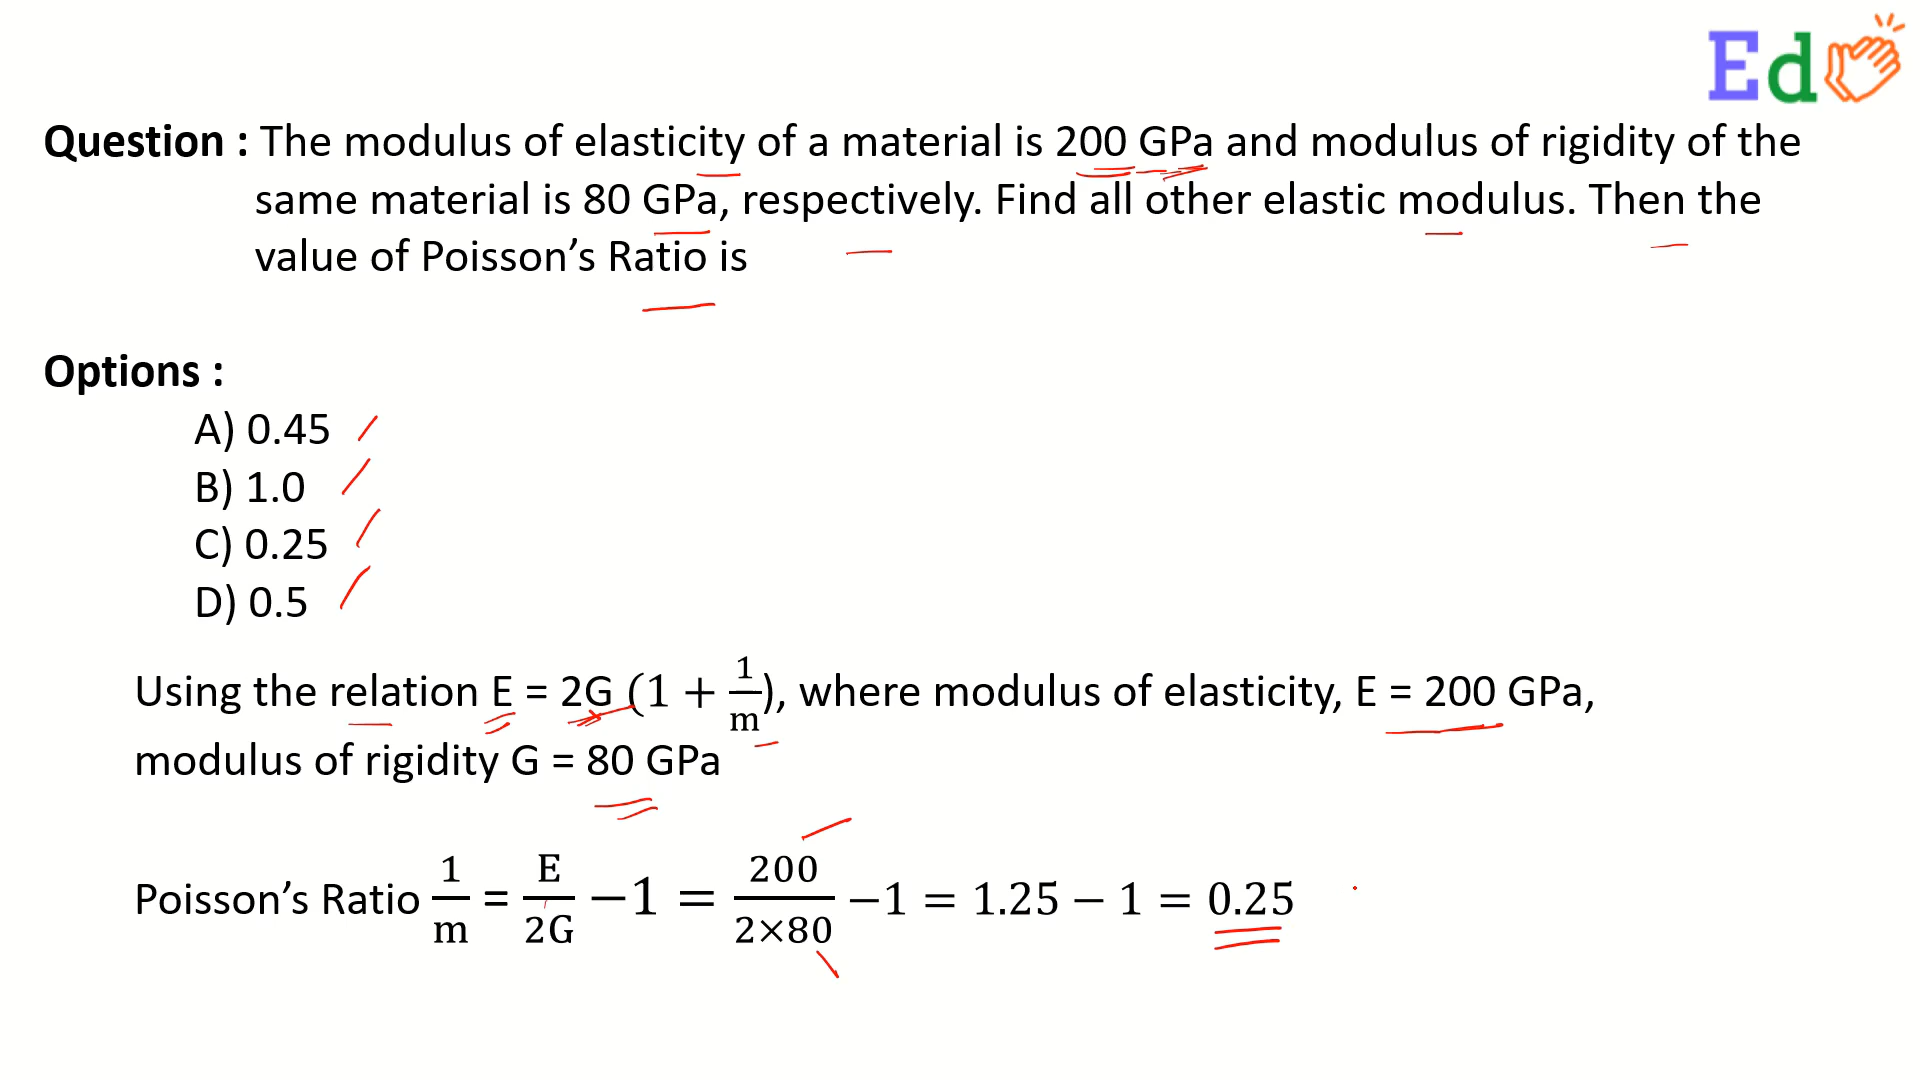 Ed
Question : The modulus of elasticity of a material is 200 GPa and modulus of rigidity of the
same material is 80 GPa, respectively. Find all other elastic modulus. Then the
value of Poisson’s Ratio is
Options :
A) 0.45
B) 1.0
C) 0.25
D) 0.5
Using the relation E = 2G (1 + 1/m), where modulus of elasticity, E = 200 GPa,
modulus of rigidity G = 80 GPa
Poisson’s Ratio 1/m = E/2G −1 = 200/2×80 −1 = 1.25 − 1 = 0.25